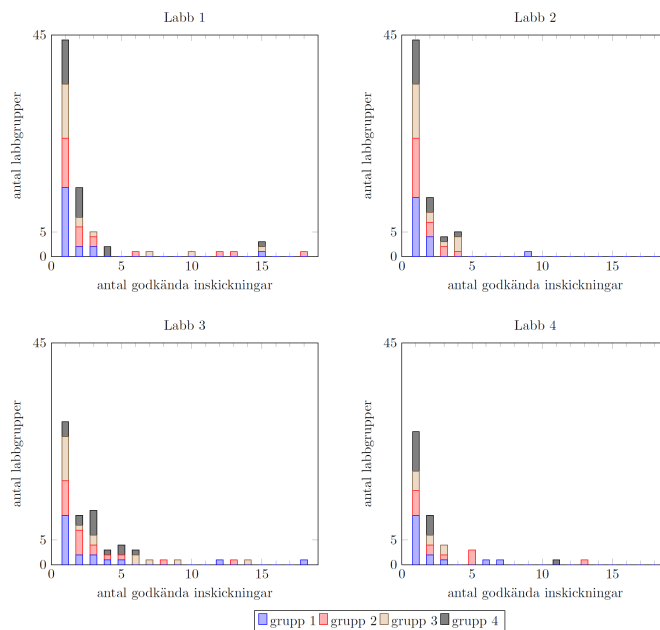 Labb 1
45
5
0
0 5 10 15
antal labbgrupper
antal godkända inskickningar
Labb 2
45
5
0
0 5 10 15
antal labbgrupper
antal godkända inskickningar
Labb 3
45
5
0
0 5 10 15
antal labbgrupper
antal godkända inskickningar
Labb 4
45
5
0
0 5 10 15
antal labbgrupper
antal godkända inskickningar
grupp 1 grupp 2 grupp 3 grupp 4